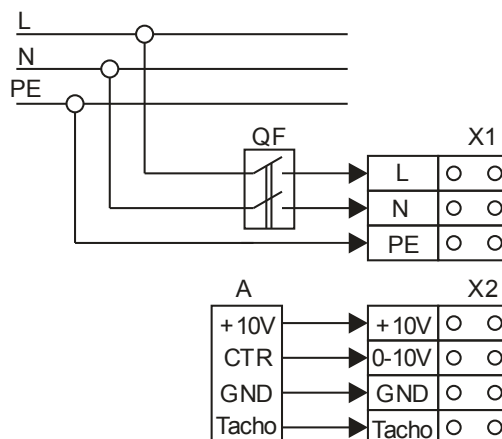 L
N
PE
QF
X1
L
N
PE
A
X2
+10V
+10V
CTR
0-10V
GND
GND
Tacho
Tacho